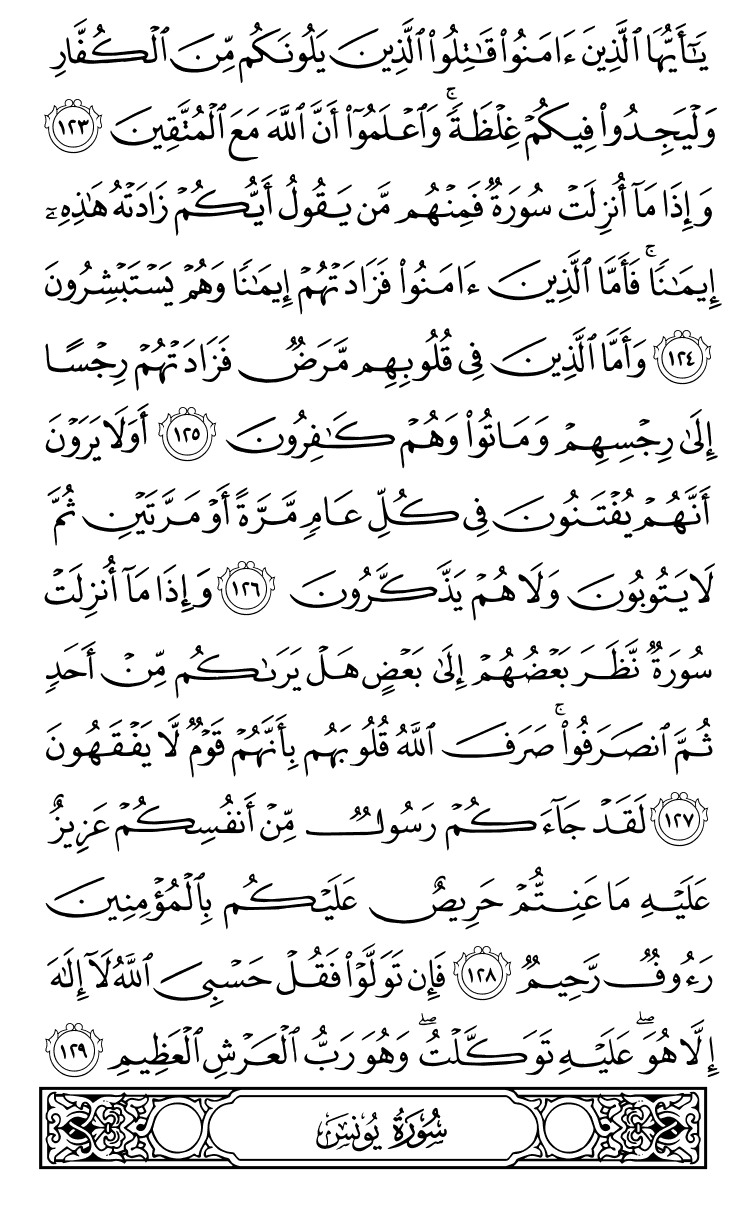 يَـٰٓأَيُّهَا ٱلَّذِينَ ءَامَنُوا۟ قَـٰتِلُوا۟ ٱلَّذِينَ يَلُونَكُم مِّنَ ٱلْكُفَّارِ
وَلْيَجِدُوا۟ فِيكُمْ غِلْظَةً ۚ وَٱعْلَمُوٓا۟ أَنَّ ٱللَّهَ مَعَ ٱلْمُتَّقِينَ ١٢٣
وَإِذَا مَآ أُنزِلَتْ سُورَةٌ فَمِنْهُم مَّن يَقُولُ أَيُّكُمْ زَادَتْهُ هَـٰذِهِۦٓ
إِيمَـٰنًا ۚ فَأَمَّا ٱلَّذِينَ ءَامَنُوا۟ فَزَادَتْهُمْ إِيمَـٰنًا وَهُمْ يَسْتَبْشِرُونَ
١٢٤ وَأَمَّا ٱلَّذِينَ فِى قُلُوبِهِم مَّرَضٌ فَزَادَتْهُمْ رِجْسًا
إِلَىٰ رِجْسِهِمْ وَمَاتُوا۟ وَهُمْ كَـٰفِرُونَ ١٢٥ أَوَلَا يَرَوْنَ
أَنَّهُمْ يُفْتَنُونَ فِى كُلِّ عَامٍ مَّرَّةً أَوْ مَرَّتَيْنِ ثُمَّ
لَا يَتُوبُونَ وَلَا هُمْ يَذَّكَّرُونَ ١٢٦ وَإِذَا مَآ أُنزِلَتْ
سُورَةٌ نَّظَرَ بَعْضُهُمْ إِلَىٰ بَعْضٍ هَلْ يَرَىٰكُم مِّنْ أَحَدٍ
ثُمَّ ٱنصَرَفُوا۟ ۚ صَرَفَ ٱللَّهُ قُلُوبَهُم بِأَنَّهُمْ قَوْمٌ لَّا يَفْقَهُونَ
١٢٧ لَقَدْ جَآءَكُمْ رَسُولٌ مِّنْ أَنفُسِكُمْ عَزِيزٌ
عَلَيْهِ مَا عَنِتُّمْ حَرِيصٌ عَلَيْكُم بِٱلْمُؤْمِنِينَ
رَءُوفٌ رَّحِيمٌ ١٢٨ فَإِن تَوَلَّوْا۟ فَقُلْ حَسْبِىَ ٱللَّهُ لَآ إِلَـٰهَ
إِلَّا هُوَ ۖ عَلَيْهِ تَوَكَّلْتُ ۖ وَهُوَ رَبُّ ٱلْعَرْشِ ٱلْعَظِيمِ ١٢٩
سُورَةُ يُونُسَ